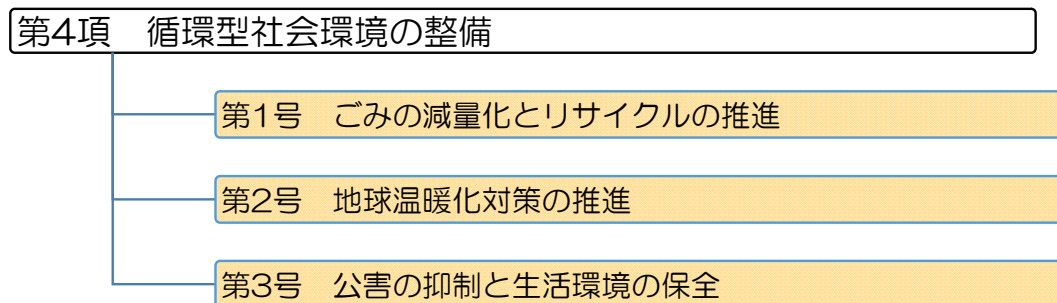 第4項　循環型社会環境の整備
第1号　ごみの減量化とリサイクルの推進
第2号　地球温暖化対策の推進
第3号　公害の抑制と生活環境の保全